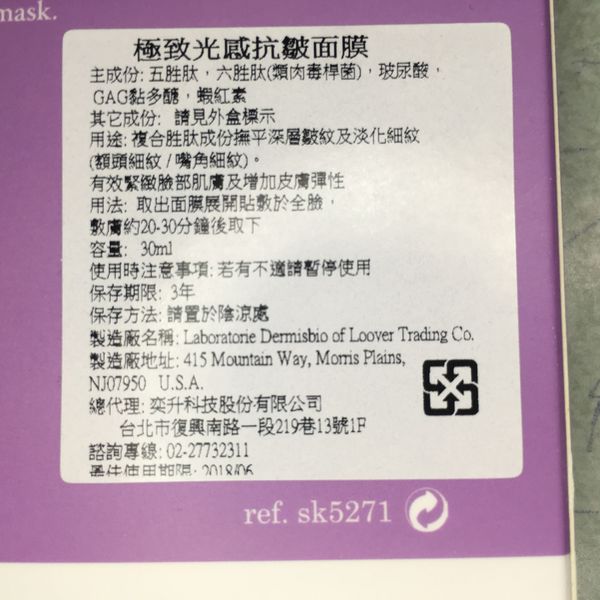 mask.
極致光感抗皺面膜
主成份: 五胜肽，六胜肽(類肉毒桿菌)，玻尿酸，
GAG黏多醣，蝦紅素
其它成份: 請見外盒標示
用途: 複合胜肽成份撫平深層皺紋及淡化細紋
(額頭細紋 / 嘴角細紋)。
有效緊緻臉部肌膚及增加皮膚彈性
用法: 取出面膜展開貼敷於全臉，
敷膚約20-30分鐘後取下
容量: 30ml
使用時注意事項: 若有不適請暫停使用
保存期限: 3年
保存方法: 請置於陰涼處
製造廠名稱: Laboratorie Dermisbio of Loover Trading Co.
製造廠地址: 415 Mountain Way, Morris Plains,
NJ07950 U.S.A.
總代理: 奕升科技股份有限公司
台北市復興南路一段219巷13號1F
諮詢專線: 02-27732311
最佳使用期限: 2018/06
ref. sk5271